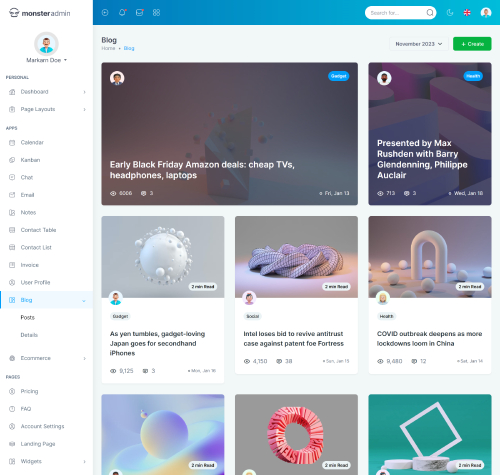 monsteradmin
Search for...
Markarn Doe
PERSONAL
Dashboard
Page Layouts
APPS
Calendar
Kanban
Chat
Email
Notes
Contact Table
Contact List
Invoice
User Profile
Blog
Posts
Details
Ecommerce
PAGES
Pricing
FAQ
Account Settings
Landing Page
Widgets
Blog
Home • Blog
November 2023
+ Create
Gadget
Early Black Friday Amazon deals: cheap TVs,
headphones, laptops
6006 3 Fri, Jan 13
Health
Presented by Max
Rushden with Barry
Glendenning, Philippe
Auclair
713 3 Wed, Jan 18
2 min Read
Gadget
As yen tumbles, gadget-loving
Japan goes for secondhand
iPhones
9,125 3 Mon, Jan 16
2 min Read
Social
Intel loses bid to revive antitrust
case against patent foe Fortress
4,150 38 Sun, Jan 15
2 min Read
Health
COVID outbreak deepens as more
lockdowns loom in China
9,480 12 Sat, Jan 14
2 min Read
2 min Read
2 min Read